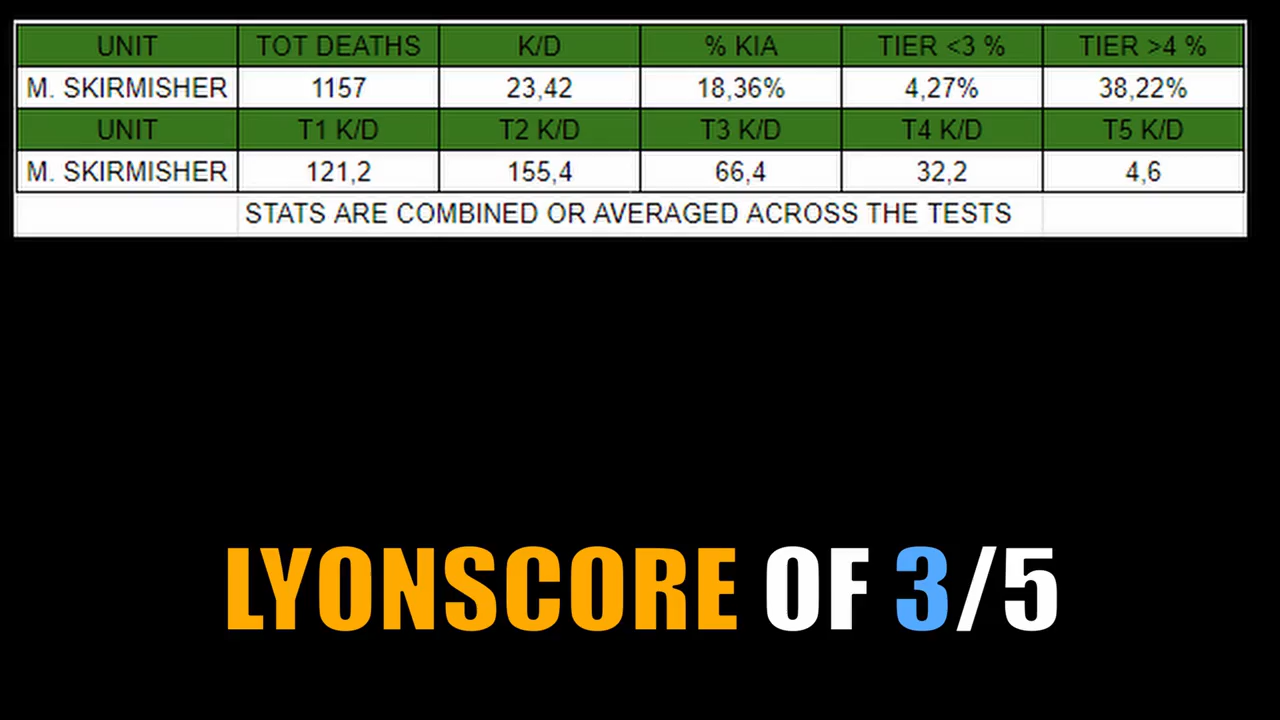 UNIT TOT DEATHS K/D % KIA TIER <3 % TIER >4 %
M. SKIRMISHER 1157 23,42 18,36% 4,27% 38,22%
UNIT T1 K/D T2 K/D T3 K/D T4 K/D T5 K/D
M. SKIRMISHER 121,2 155,4 66,4 32,2 4,6
STATS ARE COMBINED OR AVERAGED ACROSS THE TESTS
LYONSCORE OF 3/5